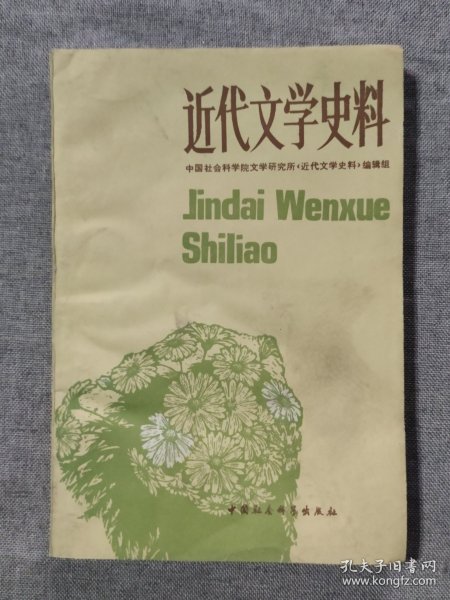 近代文学史料
中国社会科学院文学研究所《近代文学史料》编辑组
Jindai Wenxue
Shiliao
中国社会科学出版社
孔夫子旧书网
www.kongfz.com